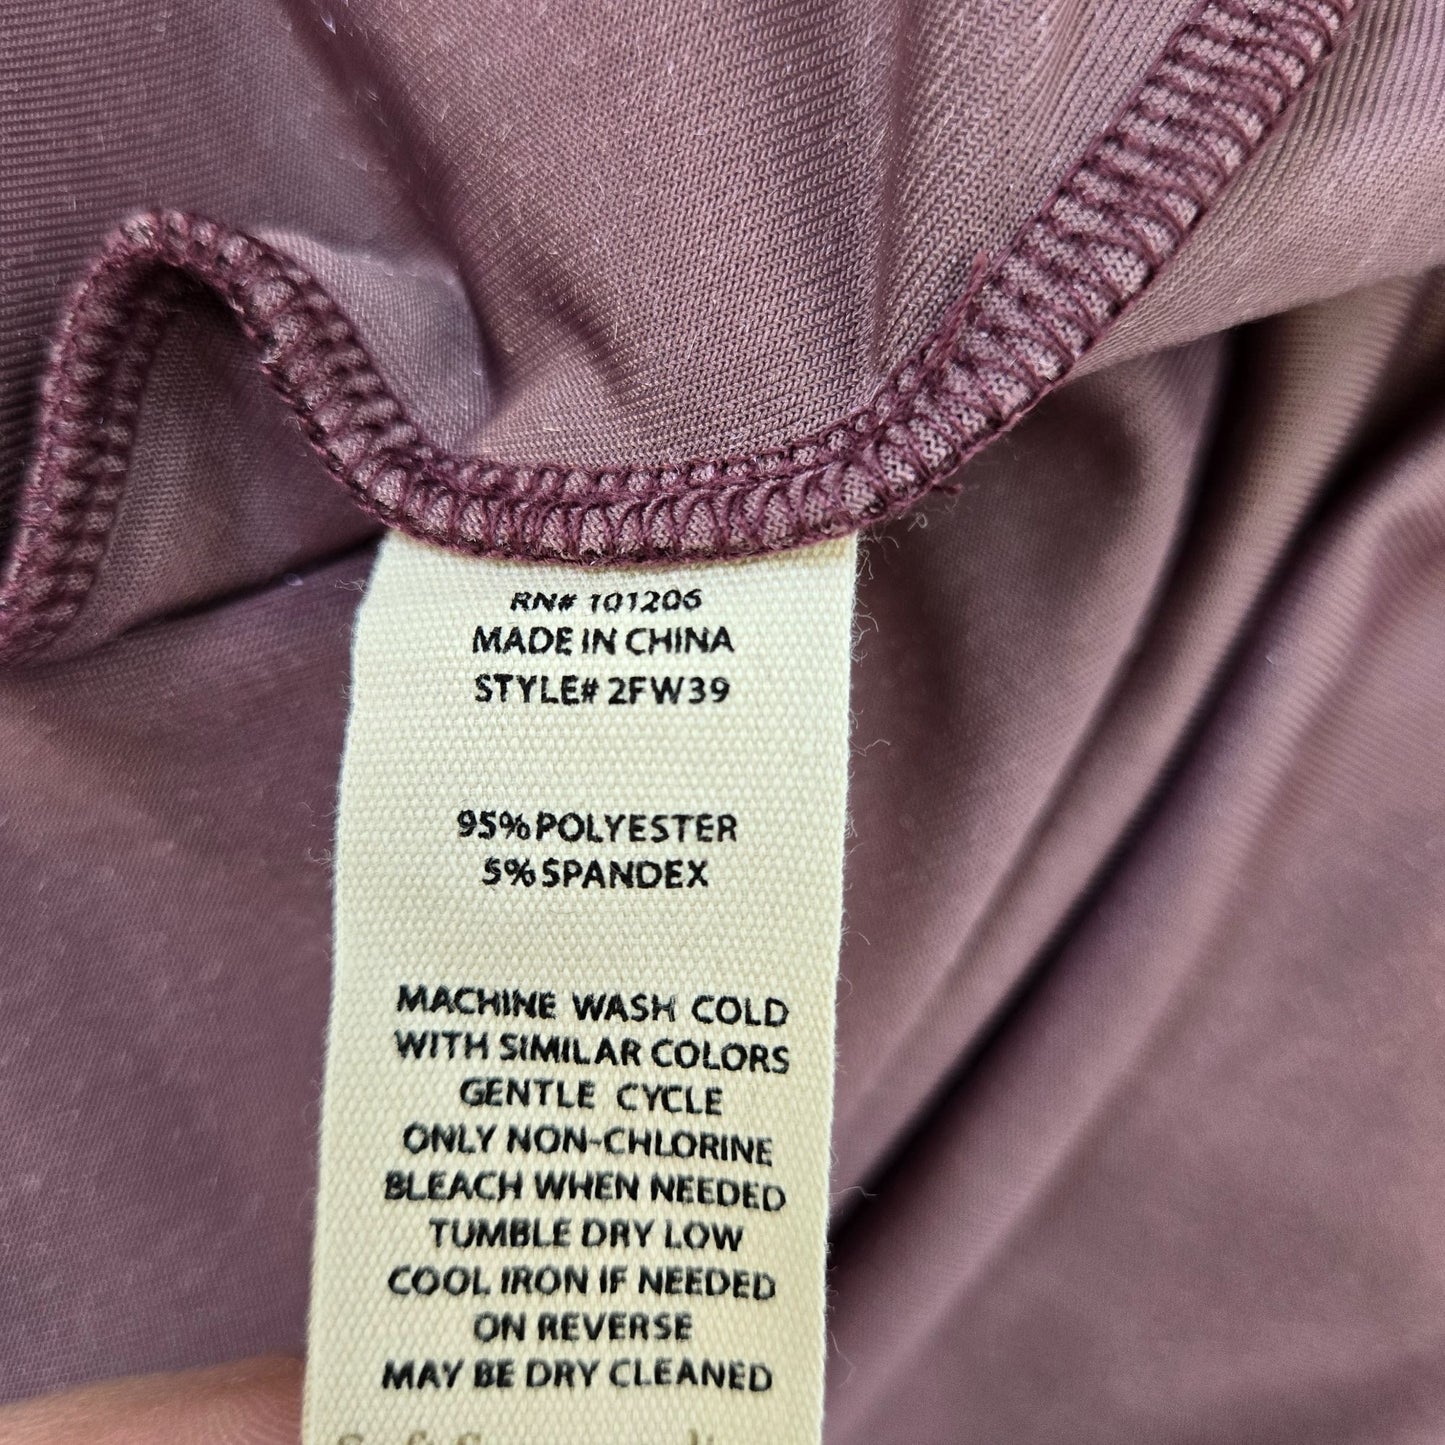 RN# 101206
MADE IN CHINA
STYLE# 2FW39
95% POLYESTER
5% SPANDEX
MACHINE WASH COLD
WITH SIMILAR COLORS
GENTLE CYCLE
ONLY NON-CHLORINE
BLEACH WHEN NEEDED
TUMBLE DRY LOW
COOL IRON IF NEEDED
ON REVERSE
MAY BE DRY CLEANED